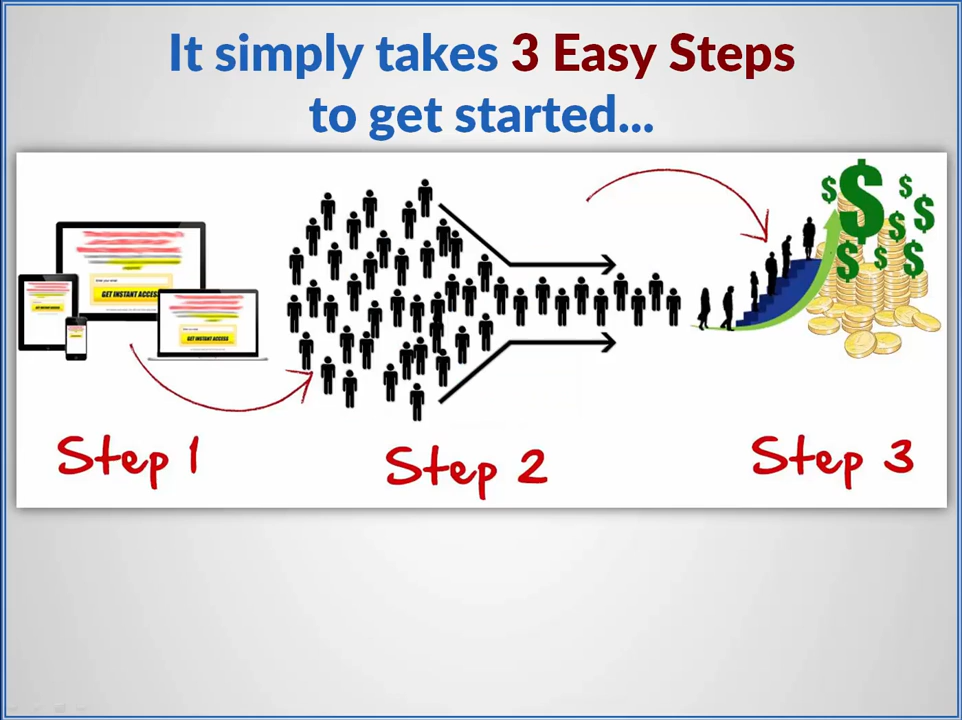 It simply takes 3 Easy Steps
to get started...
GET INSTANT ACCESS
GET INSTANT ACCESS
$ $ $ $ $ $ $ $
Step 1
Step 2
Step 3